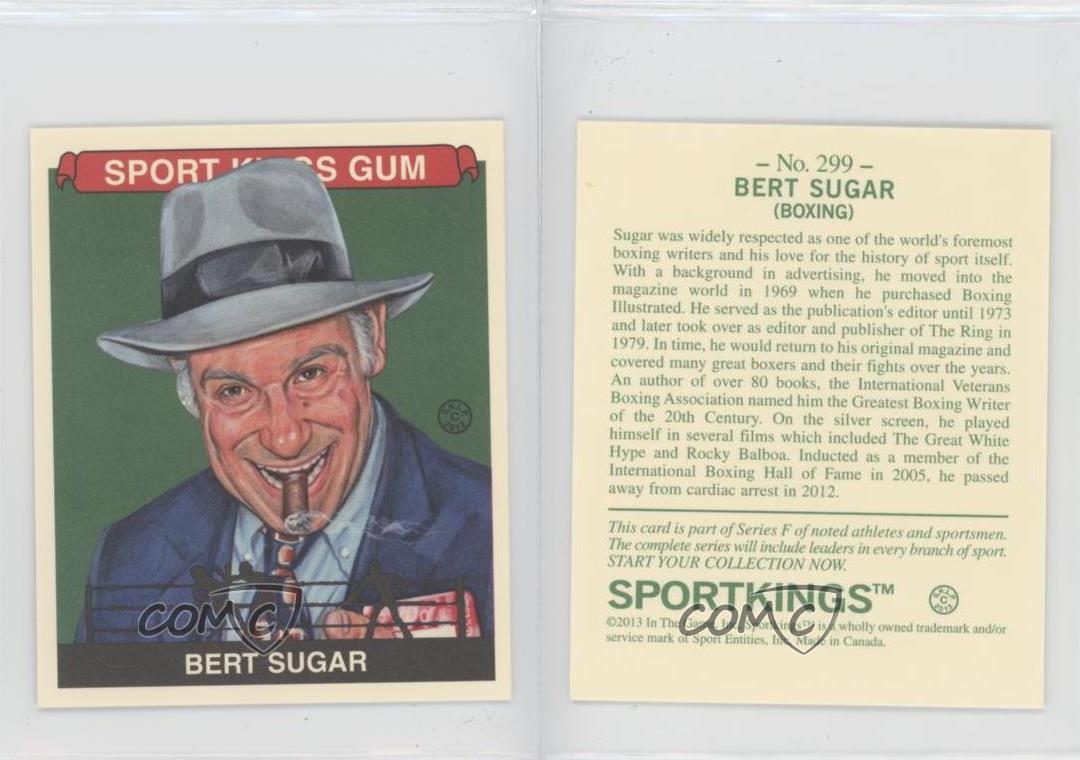 SPORT KINGS GUM
S.K.I.P.
C
2013
COMC
BERT SUGAR
– No. 299 –
BERT SUGAR
(BOXING)
Sugar was widely respected as one of the world's foremost
boxing writers and his love for the history of sport itself.
With a background in advertising, he moved into the
magazine world in 1969 when he purchased Boxing
Illustrated. He served as the publication's editor until 1973
and later took over as editor and publisher of The Ring in
1979. In time, he would return to his original magazine and
covered many great boxers and their fights over the years.
An author of over 80 books, the International Veterans
Boxing Association named him the Greatest Boxing Writer
of the 20th Century. On the silver screen, he played
himself in several films which included The Great White
Hype and Rocky Balboa. Inducted as a member of the
International Boxing Hall of Fame in 2005, he passed
away from cardiac arrest in 2012.
This card is part of Series F of noted athletes and sportsmen.
The complete series will include leaders in every branch of sport.
START YOUR COLLECTION NOW.
SPORTKINGS™
S.K.I.P.
C
2013
COMC
©2013 In The Game, Inc. Sportkings™ is a wholly owned trademark and/or
service mark of Sport Entities, Inc. Made in Canada.